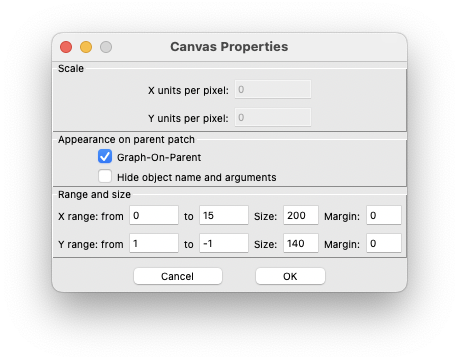 Canvas Properties
Scale
X units per pixel: 0
Y units per pixel: 0
Appearance on parent patch
Graph-On-Parent
Hide object name and arguments
Range and size
X range: from 0 to 15 Size: 200 Margin: 0
Y range: from 1 to -1 Size: 140 Margin: 0
Cancel OK